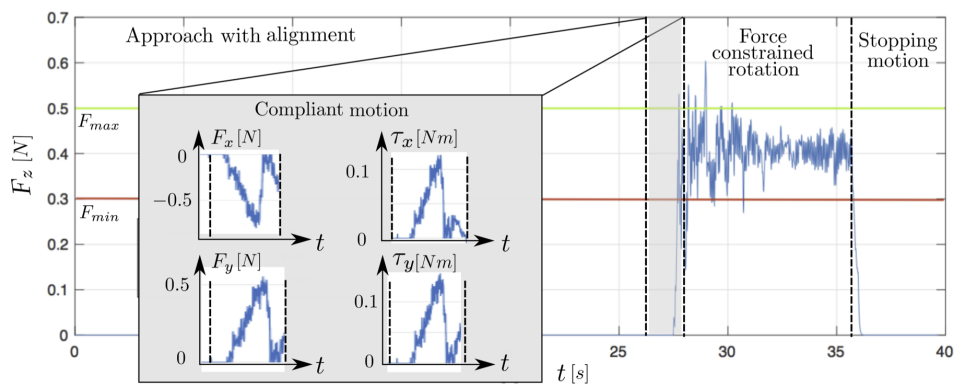 0.7
0.6
0.5
0.4
0.3
0.2
0.1
0
F_z [N]
Approach with alignment
Force
constrained
rotation
Stopping
motion
F_max
F_min
Compliant motion
F_x [N]
0
−0.5
t
τ_x [Nm]
0.1
0
t
F_y [N]
0.5
0
t
τ_y [Nm]
0.1
0
t
0
25
30
35
40
t [s]